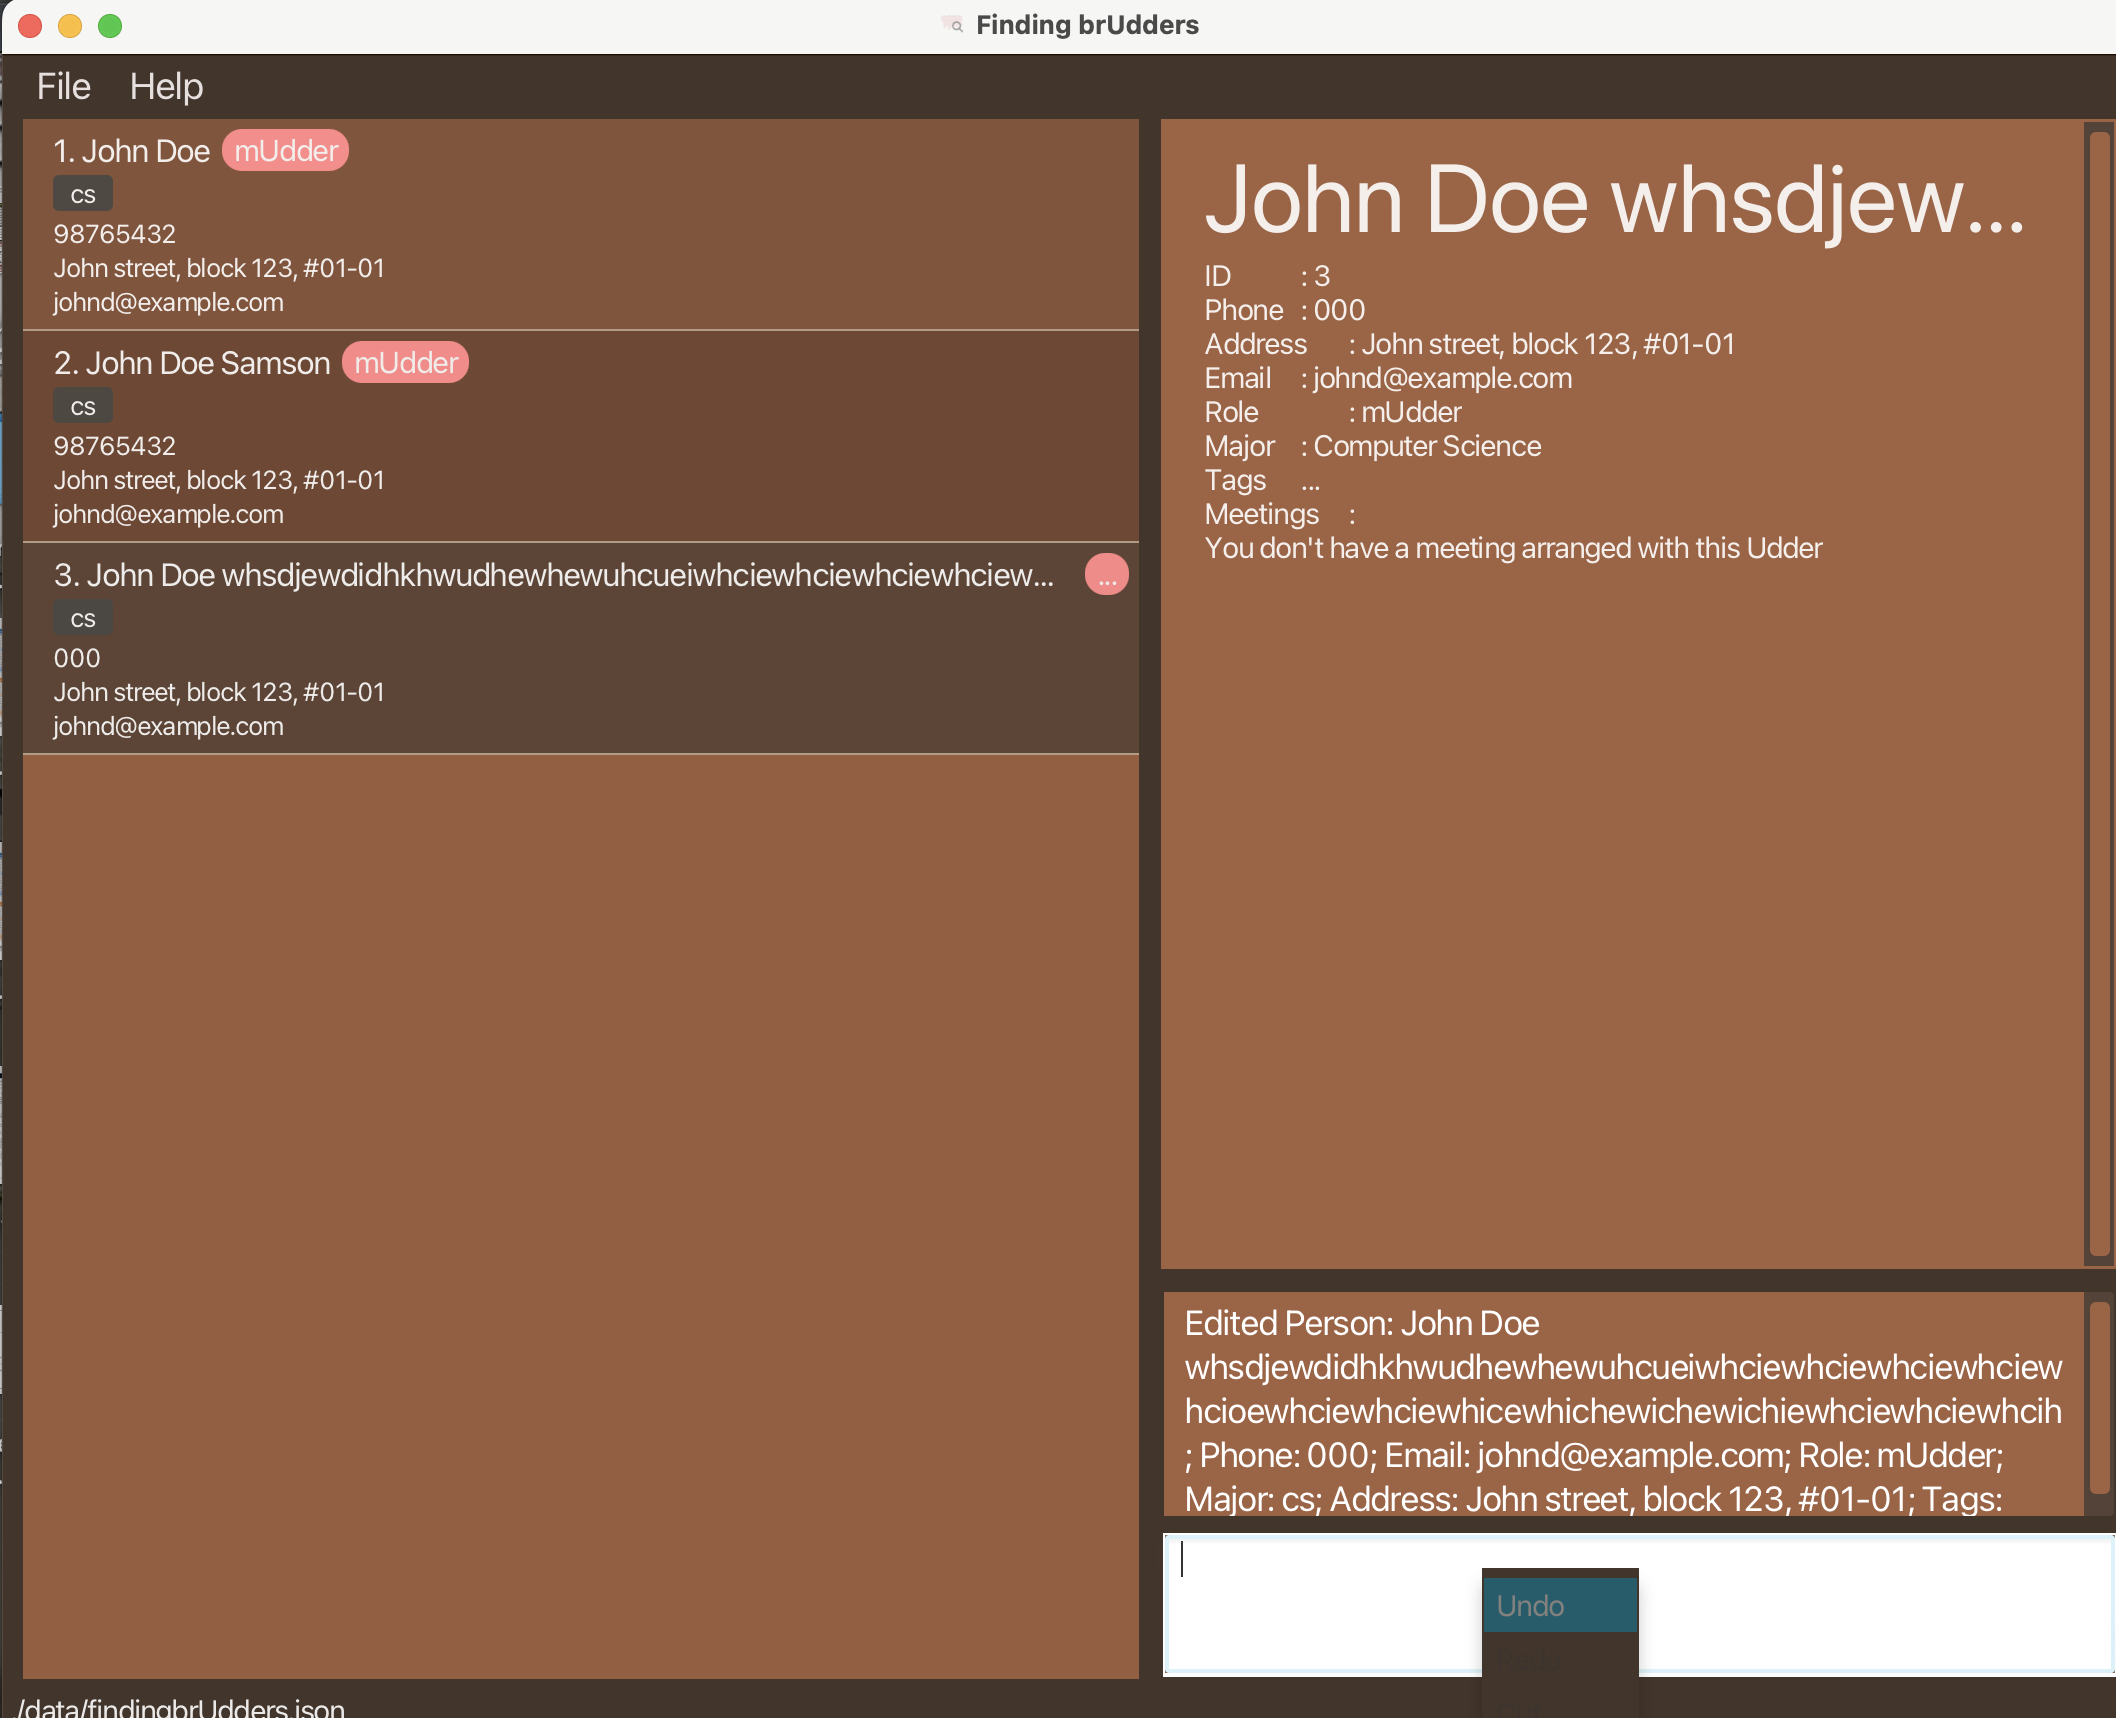 Finding brUdders
File Help
1. John Doe mUdder
cs
98765432
John street, block 123, #01-01
johnd@example.com
2. John Doe Samson mUdder
cs
98765432
John street, block 123, #01-01
johnd@example.com
3. John Doe whsdjewdidhkhwudhewhewuhcueiwhciewhciewhciewhciew... ...
cs
000
John street, block 123, #01-01
johnd@example.com
John Doe whsdjew...
ID : 3
Phone : 000
Address : John street, block 123, #01-01
Email : johnd@example.com
Role : mUdder
Major : Computer Science
Tags ...
Meetings :
You don't have a meeting arranged with this Udder
Edited Person: John Doe
whsdjewdidhkhwudhewhewuhcueiwhciewhciewhciewhciew
hcioewhciewhciewhicewhichewichewichiewhciewhciewhcih
; Phone: 000; Email: johnd@example.com; Role: mUdder;
Major: cs; Address: John street, block 123, #01-01; Tags:
Undo
Redo
./data/findingbrUdders.json